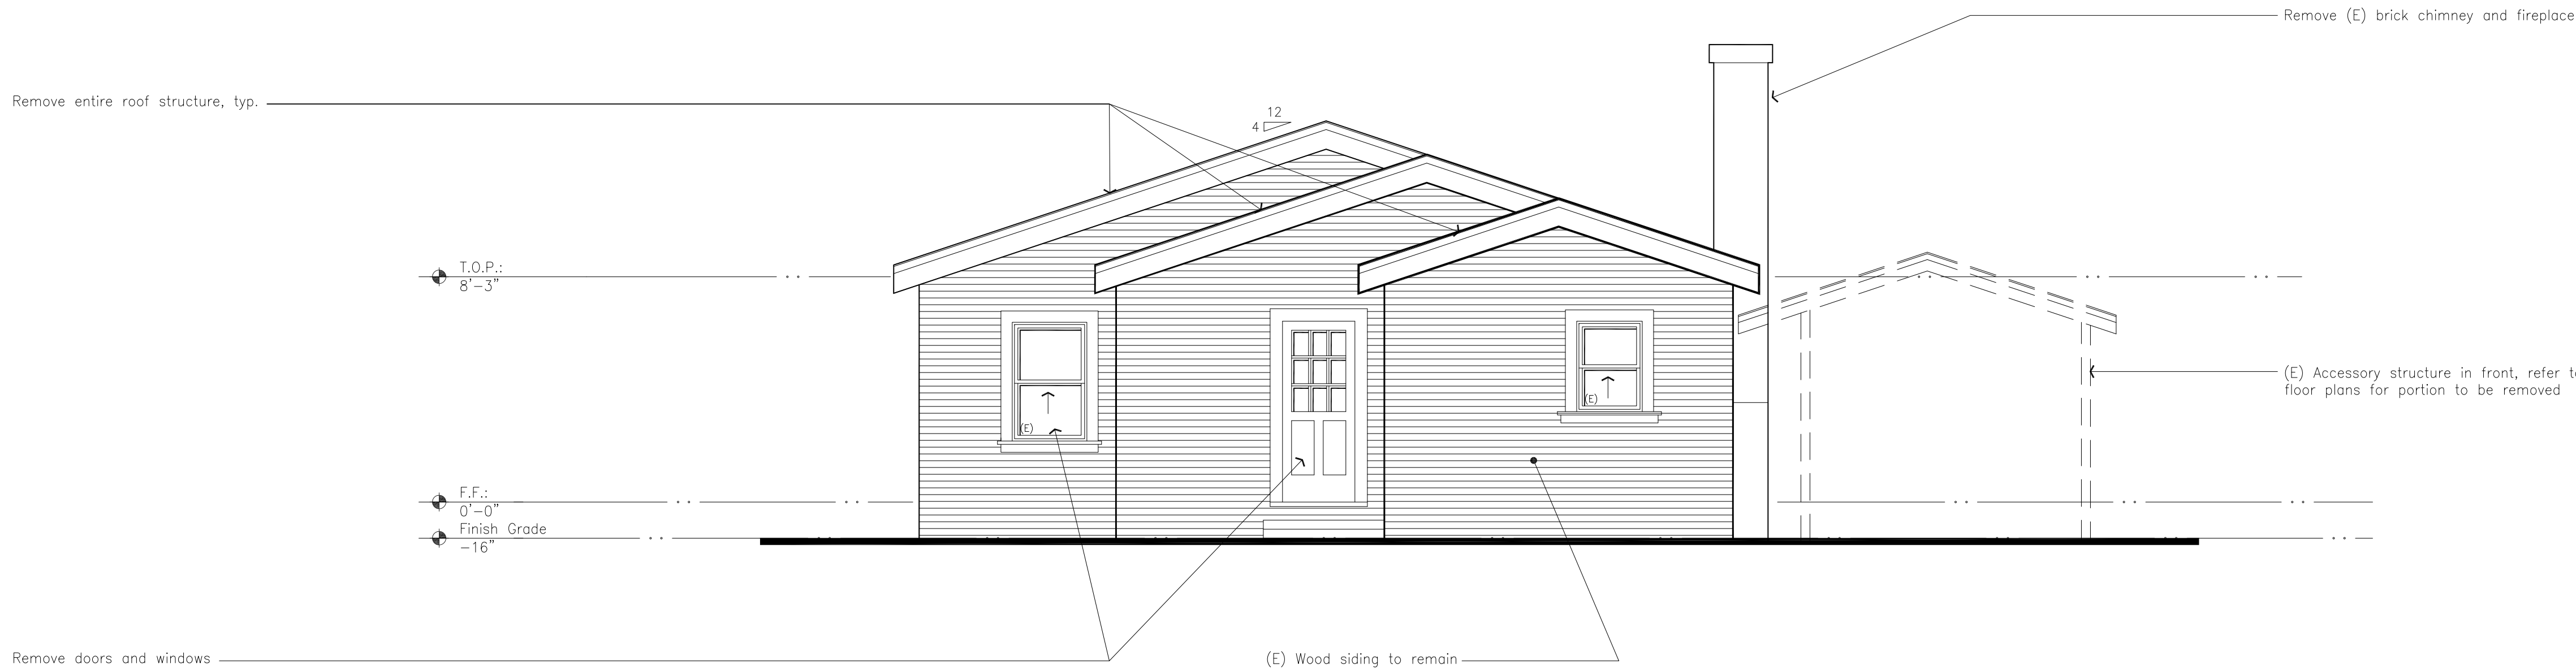 Remove (E) brick chimney and fireplace
Remove entire roof structure, typ.
12
4
T.O.P.:
8'-3"
(E) Accessory structure in front, refer to
floor plans for portion to be removed
(E)
(E)
F.F.:
0'-0"
Finish Grade
-16"
Remove doors and windows
(E) Wood siding to remain